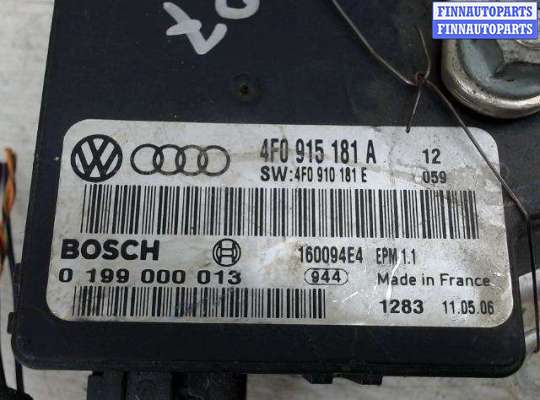 FINNAUTOPARTS
FINNAUTOPARTS
FINNAUTOPARTS
4F0 915 181 A 12
SW:4F0 910 181 E 059
BOSCH 160094E4 EPM 1.1
0 199 000 013 944 Made in France
1283 11.05.06